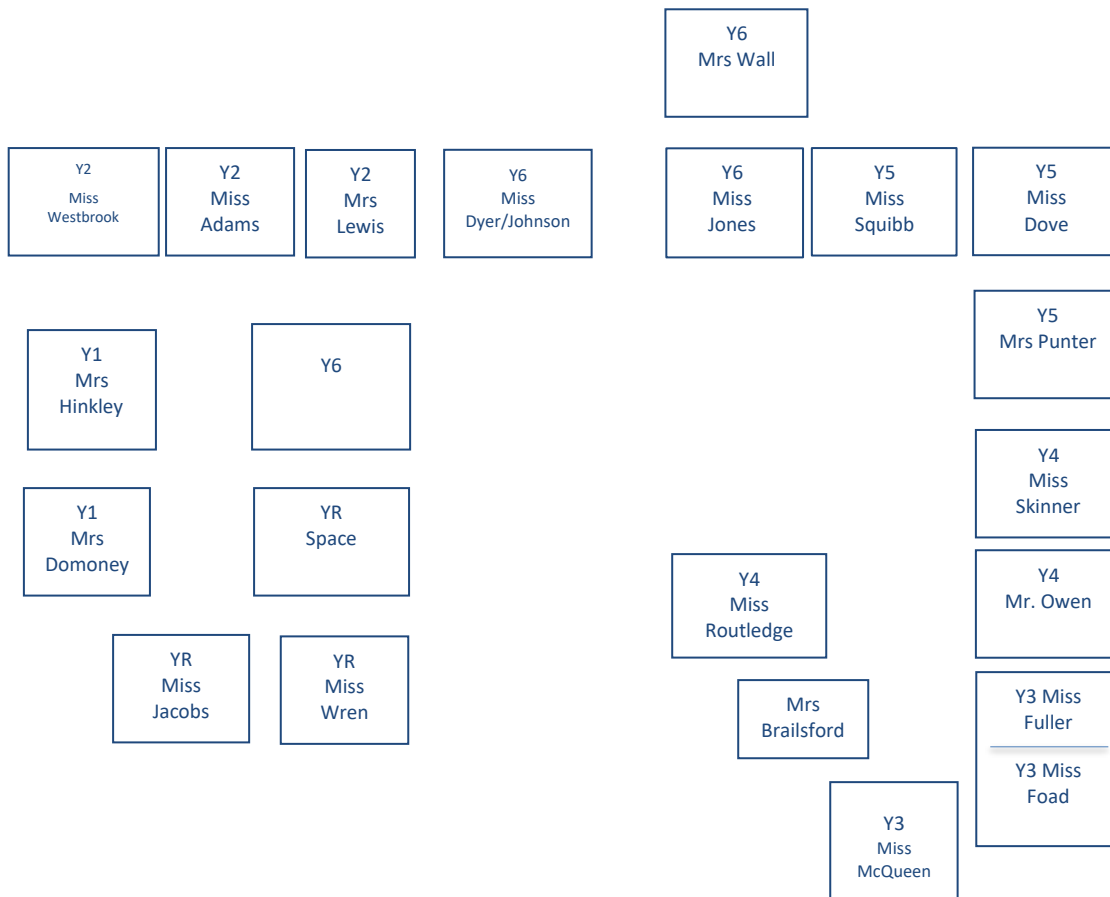 Y6
Mrs Wall
Y2
Miss
Westbrook
Y2
Miss
Adams
Y2
Mrs
Lewis
Y6
Miss
Dyer/Johnson
Y6
Miss
Jones
Y5
Miss
Squibb
Y5
Miss
Dove
Y5
Mrs Punter
Y1
Mrs
Hinkley
Y6
Y4
Miss
Skinner
Y1
Mrs
Domoney
YR
Space
Y4
Miss
Routledge
Y4
Mr. Owen
YR
Miss
Jacobs
YR
Miss
Wren
Mrs
Brailsford
Y3 Miss
Fuller
Y3 Miss
Foad
Y3
Miss
McQueen